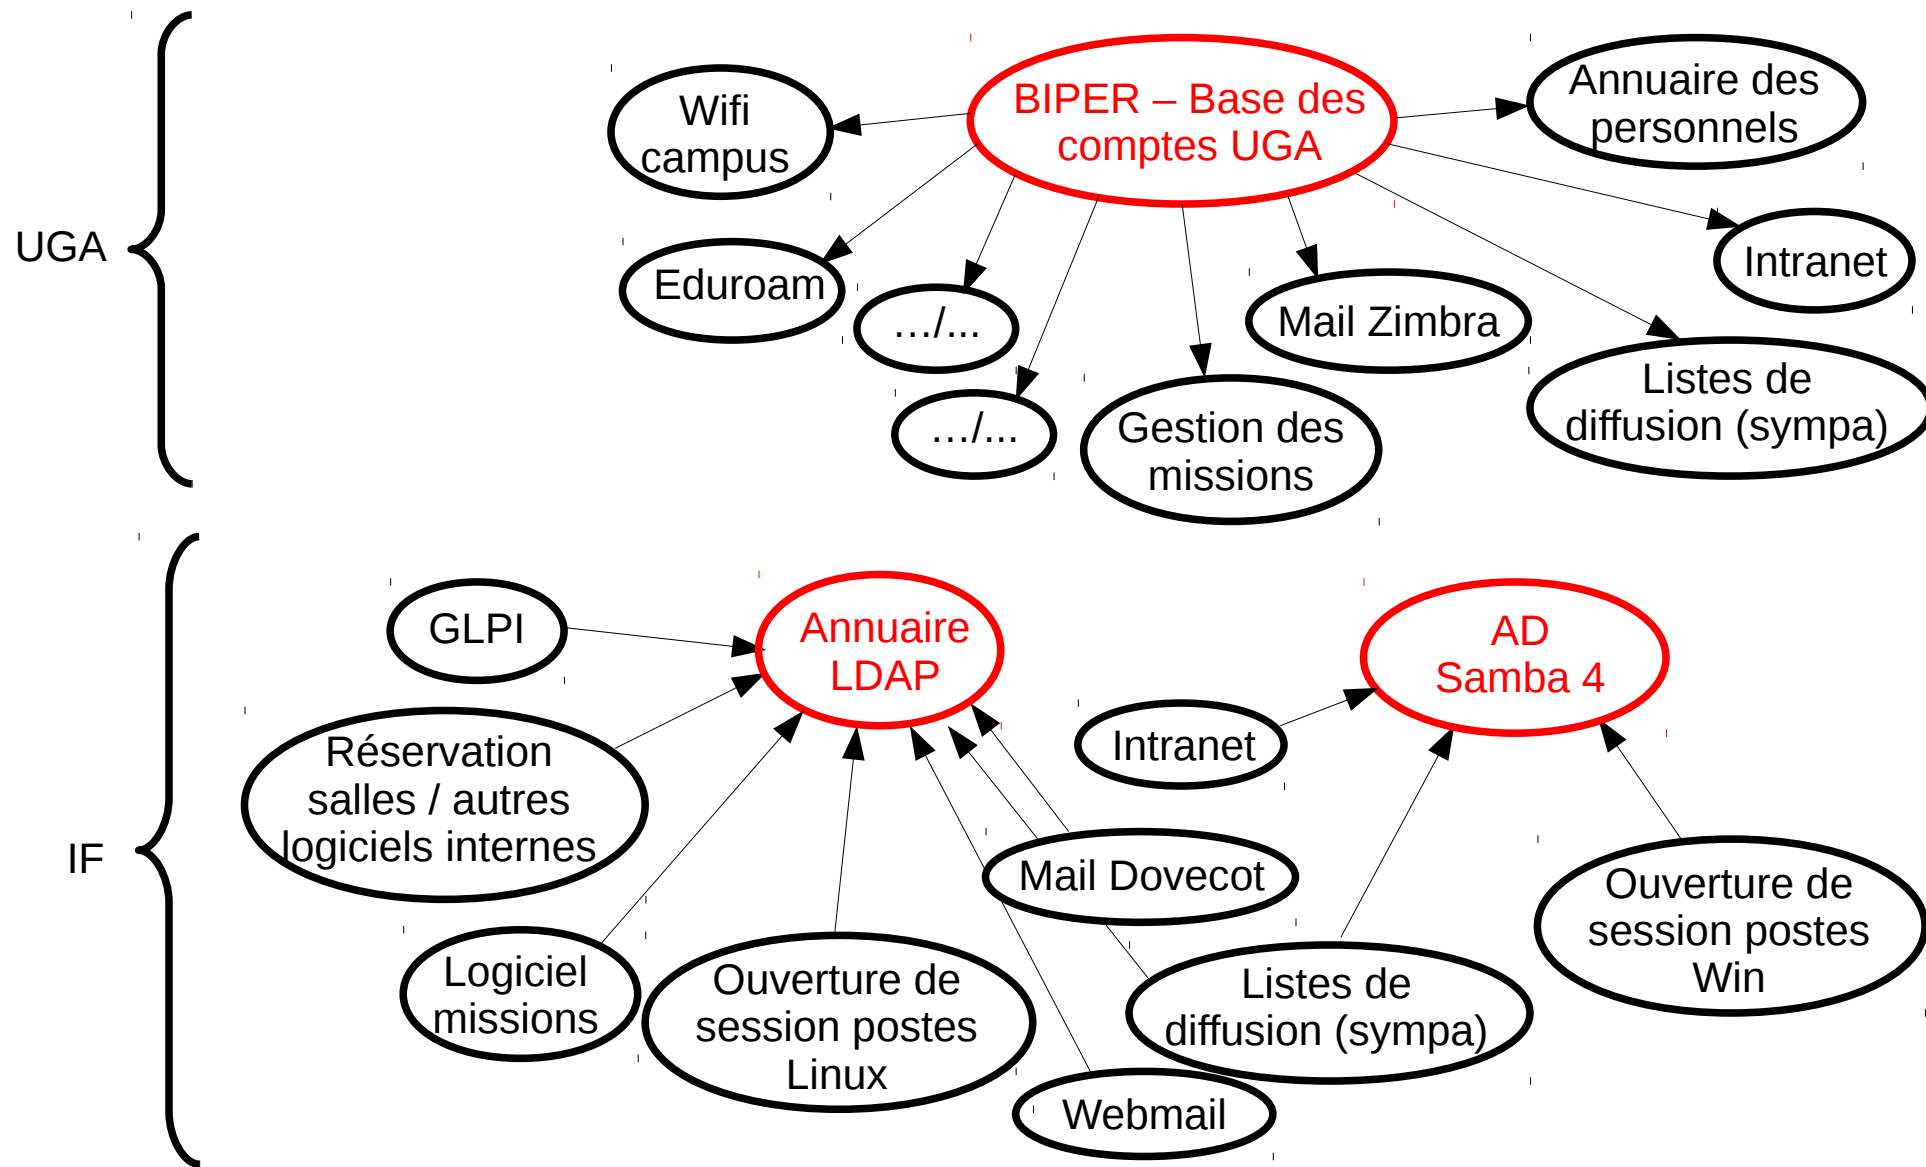 UGA
Wifi
campus
BIPER – Base des
comptes UGA
Annuaire des
personnels
Eduroam
…/...
…/...
Gestion des
missions
Mail Zimbra
Intranet
Listes de
diffusion (sympa)
IF
GLPI
Annuaire
LDAP
AD
Samba 4
Réservation
salles / autres
logiciels internes
Intranet
Mail Dovecot
Logiciel
missions
Ouverture de
session postes
Linux
Listes de
diffusion (sympa)
Ouverture de
session postes
Win
Webmail